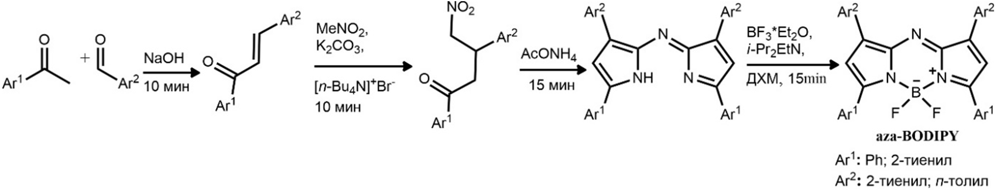 O
Ar¹
+
O
Ar²
NaOH
10 мин
Ar²
O
Ar¹
MeNO₂,
K₂CO₃,
[n-Bu₄N]⁺Br⁻
10 мин
NO₂
Ar²
O
Ar¹
AcONH₄
15 мин
Ar²
N
Ar²
NH
N
Ar¹
Ar¹
BF₃*Et₂O,
i-Pr₂EtN,
ДХМ, 15min
Ar²
N
Ar²
N
+
N
−
B
F
F
Ar¹
Ar¹
aza-BODIPY
Ar¹: Ph; 2-тиенил
Ar²: 2-тиенил; п-толил